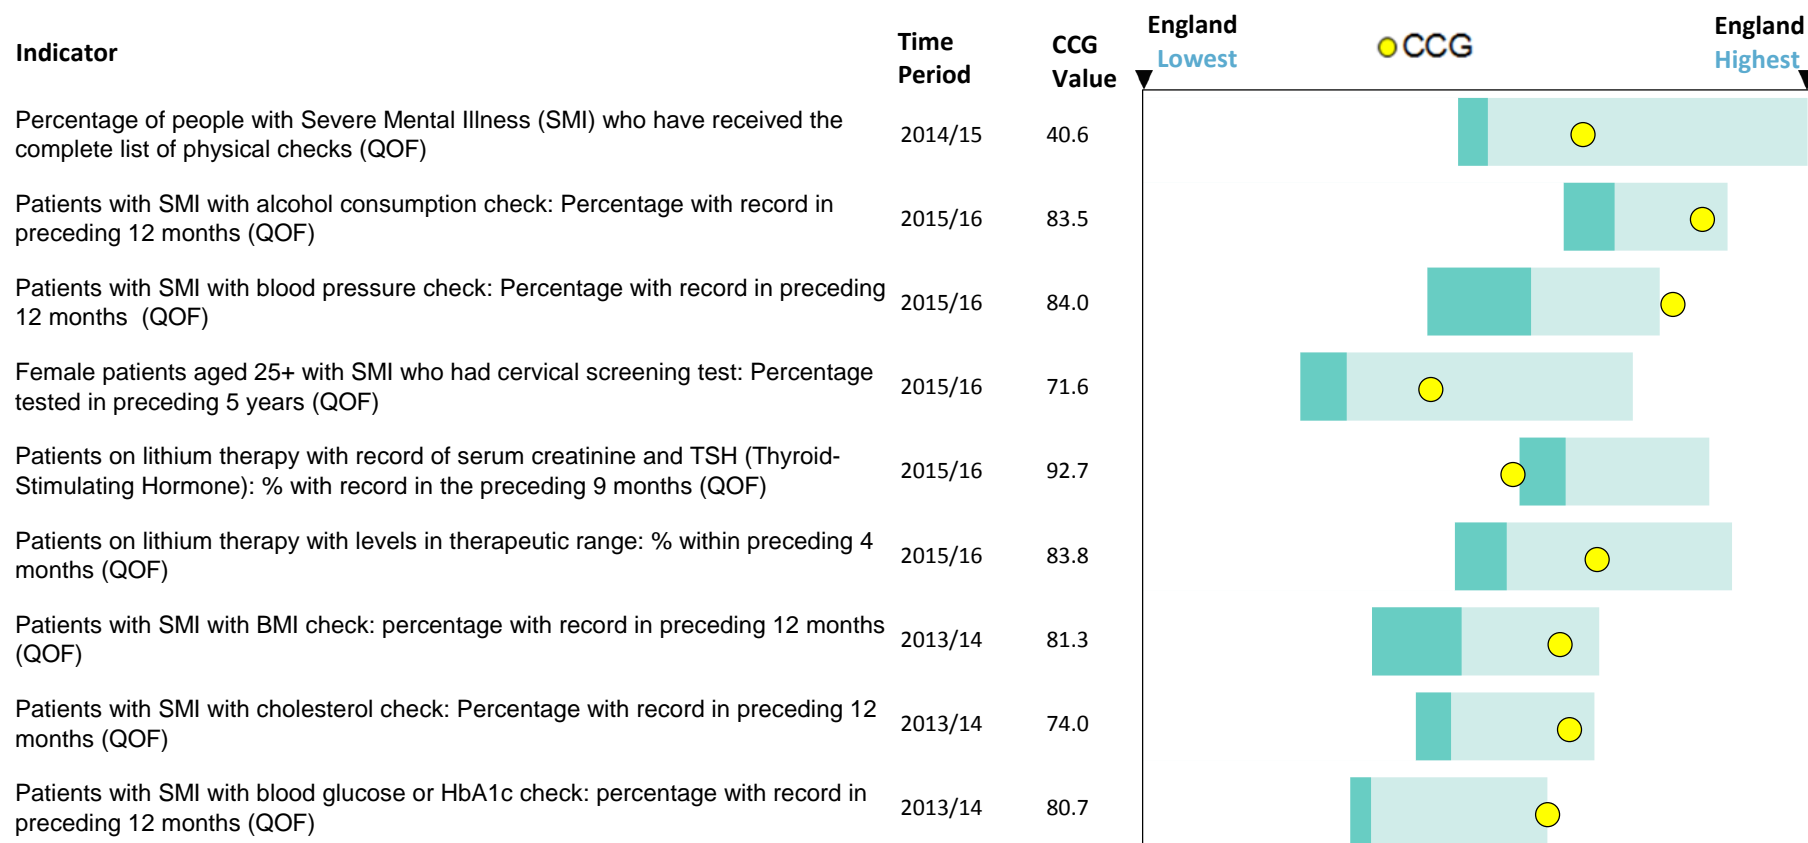 Indicator
Time
Period
CCG
Value
England
Lowest
CCG
England
Highest
Percentage of people with Severe Mental Illness (SMI) who have received the
complete list of physical checks (QOF)
2014/15
40.6
Patients with SMI with alcohol consumption check: Percentage with record in
preceding 12 months (QOF)
2015/16
83.5
Patients with SMI with blood pressure check: Percentage with record in preceding
12 months  (QOF)
2015/16
84.0
Female patients aged 25+ with SMI who had cervical screening test: Percentage
tested in preceding 5 years (QOF)
2015/16
71.6
Patients on lithium therapy with record of serum creatinine and TSH (Thyroid-
Stimulating Hormone): % with record in the preceding 9 months (QOF)
2015/16
92.7
Patients on lithium therapy with levels in therapeutic range: % within preceding 4
months (QOF)
2015/16
83.8
Patients with SMI with BMI check: percentage with record in preceding 12 months
(QOF)
2013/14
81.3
Patients with SMI with cholesterol check: Percentage with record in preceding 12
months (QOF)
2013/14
74.0
Patients with SMI with blood glucose or HbA1c check: percentage with record in
preceding 12 months (QOF)
2013/14
80.7